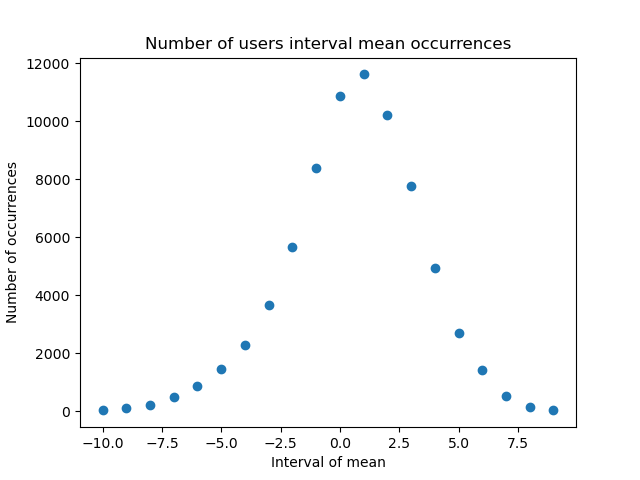 Number of users interval mean occurrences
12000
10000
8000
6000
4000
2000
0
Number of occurrences
−10.0 −7.5 −5.0 −2.5 0.0 2.5 5.0 7.5
Interval of mean